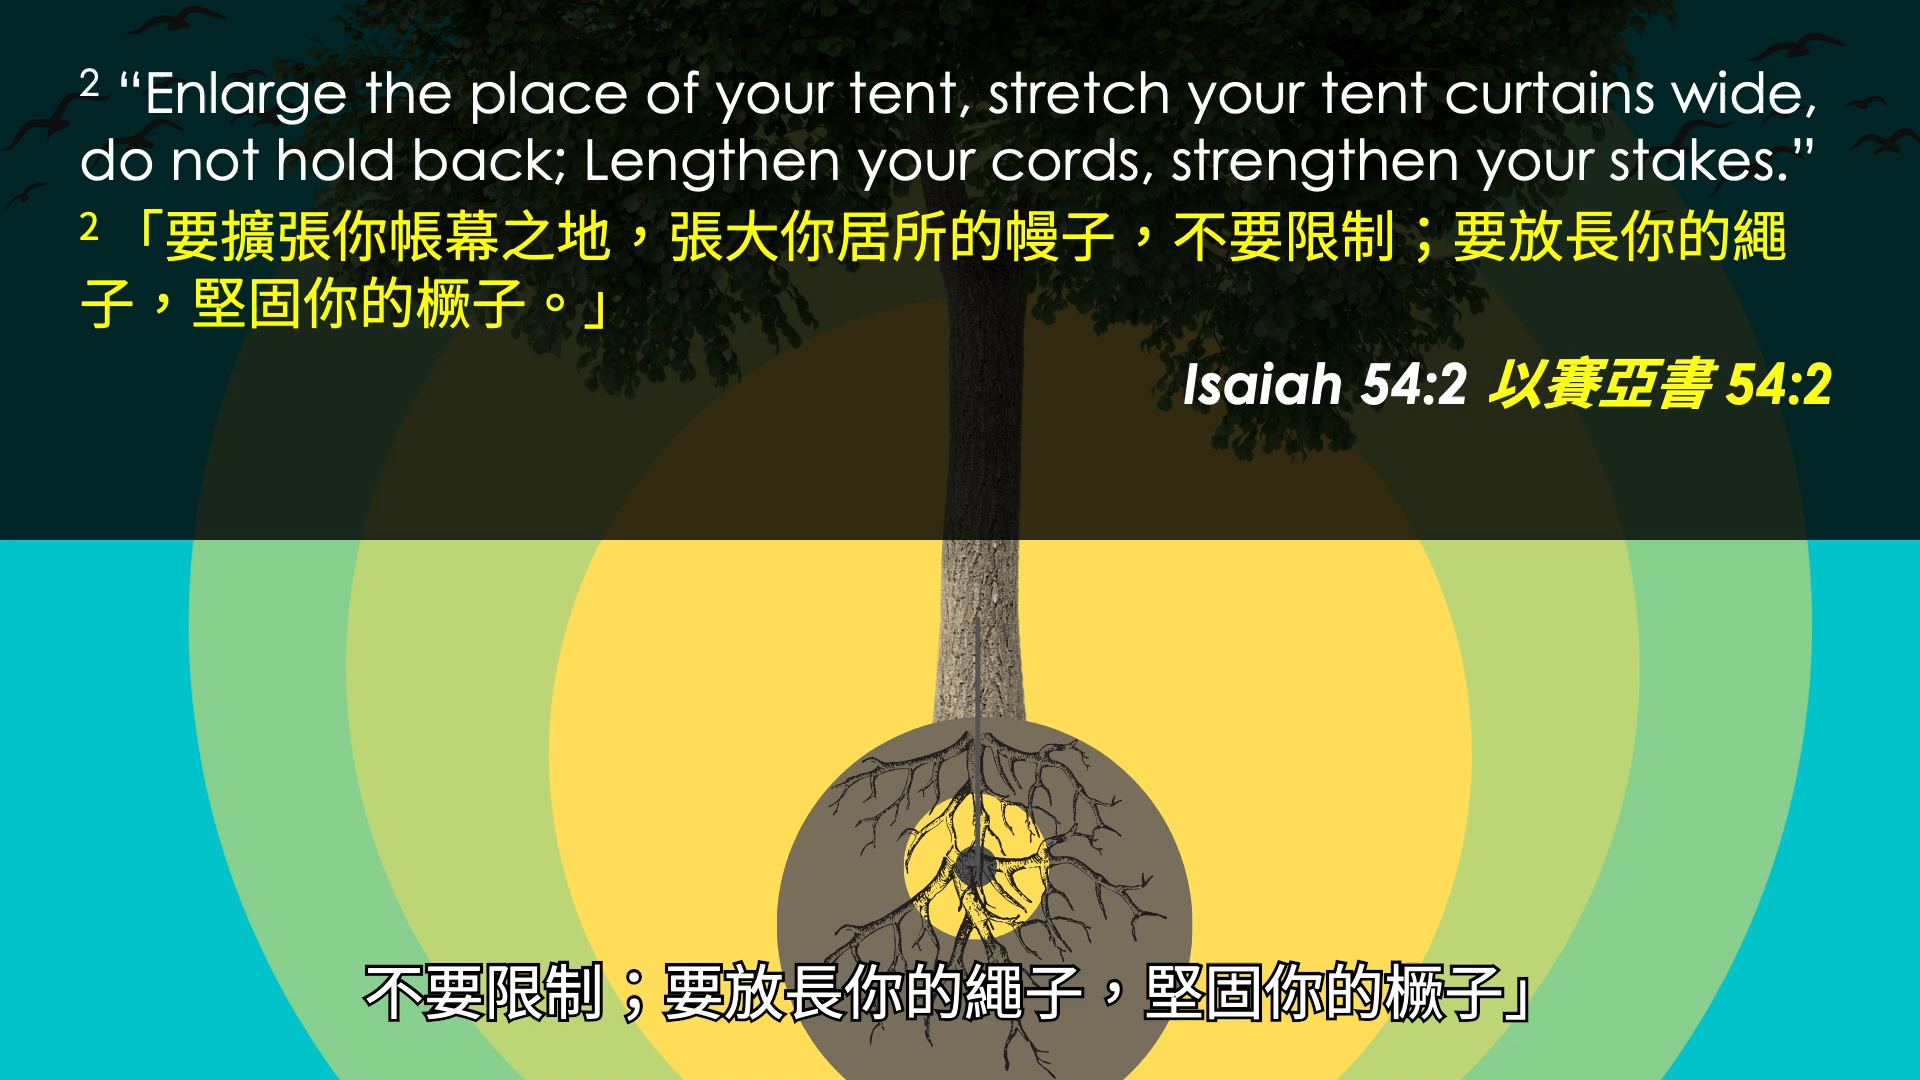 2 “Enlarge the place of your tent, stretch your tent curtains wide,
do not hold back; Lengthen your cords, strengthen your stakes.”
2 「要擴張你帳幕之地，張大你居所的幔子，不要限制；要放長你的繩
子，堅固你的橛子。」
Isaiah 54:2 以賽亞書 54:2
不要限制；要放長你的繩子，堅固你的橛子」